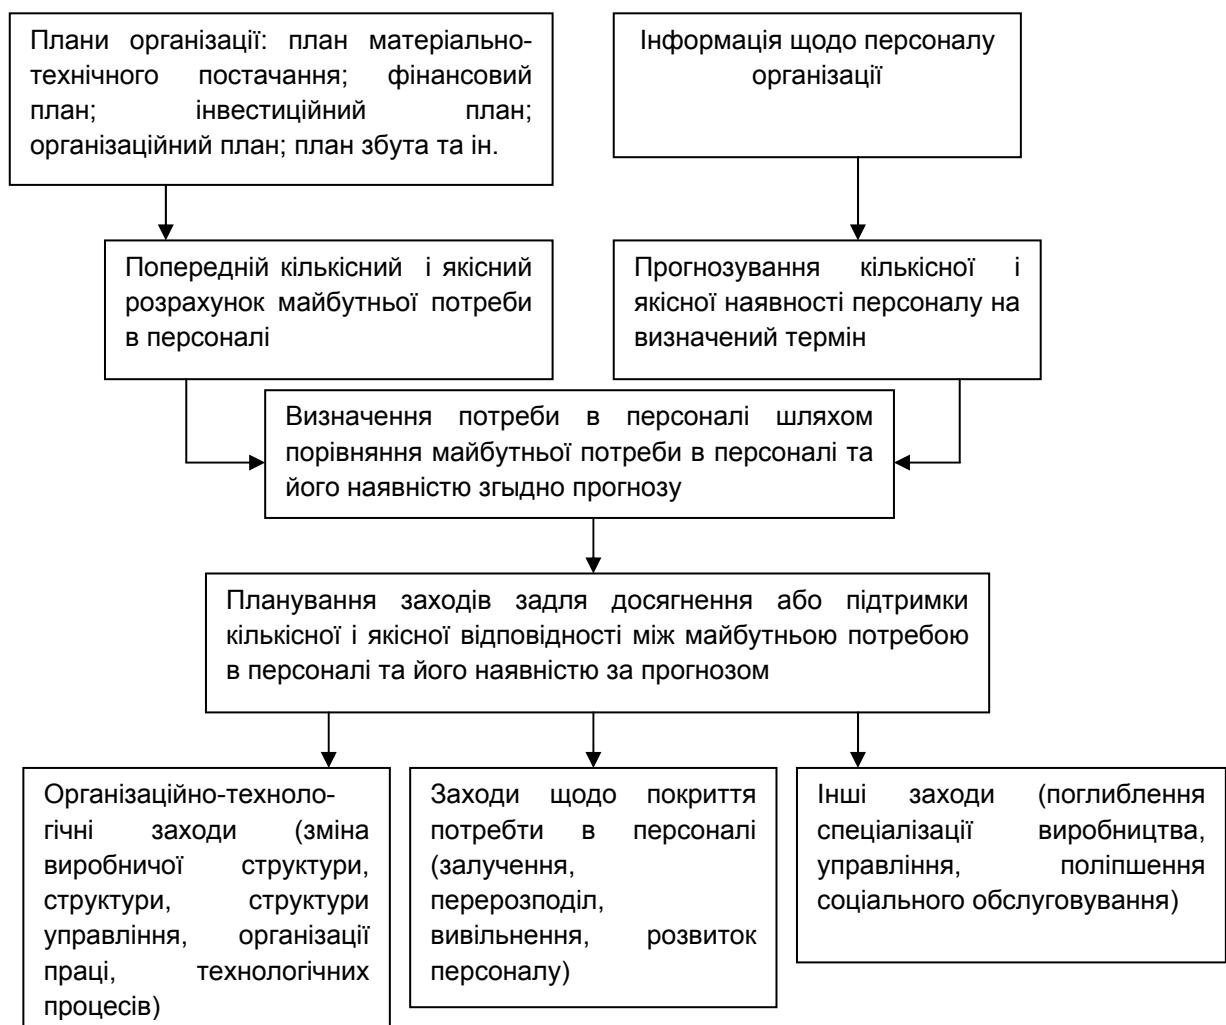 Плани організації: план матеріально-
технічного постачання; фінансовий
план; інвестиційний план;
організаційний план; план збута та ін.
Інформація щодо персоналу
організації
Попередній кількісний і якісний
розрахунок майбутньої потреби
в персоналі
Прогнозування кількісної і
якісної наявності персоналу на
визначений термін
Визначення потреби в персоналі шляхом
порівняння майбутньої потреби в персоналі та
його наявністю згыдно прогнозу
Планування заходів задля досягнення або підтримки
кількісної і якісної відповідності між майбутньою потребою
в персоналі та його наявністю за прогнозом
Організаційно-техноло-
гічні заходи (зміна
виробничої структури,
структури, структури
управління, організації
праці, технологічних
процесів)
Заходи щодо покриття
потребти в персоналі
(залучення,
перерозподіл,
вивільнення, розвиток
персоналу)
Інші заходи (поглиблення
спеціалізації виробництва,
управління, поліпшення
соціального обслуговування)